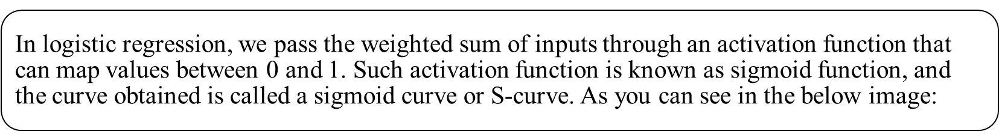 In logistic regression, we pass the weighted sum of inputs through an activation function that
can map values between 0 and 1. Such activation function is known as sigmoid function, and
the curve obtained is called a sigmoid curve or S-curve. As you can see in the below image: